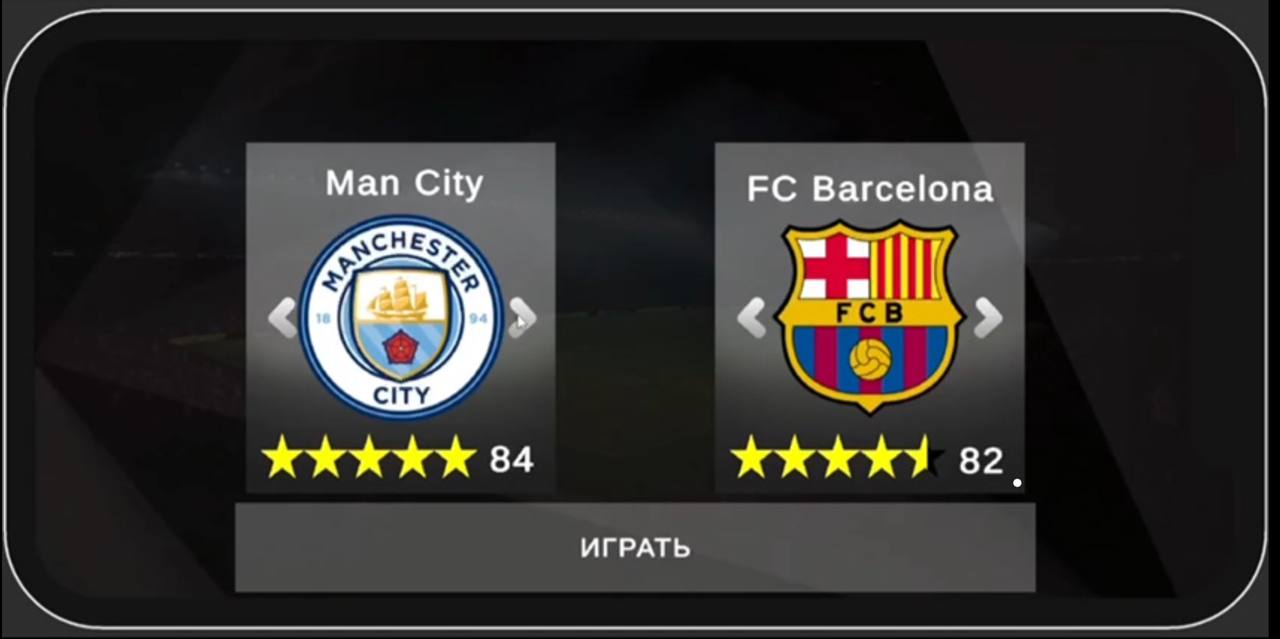 Man City
MANCHESTER
18 94
CITY
84
FC Barcelona
FCB
82
ИГРАТЬ